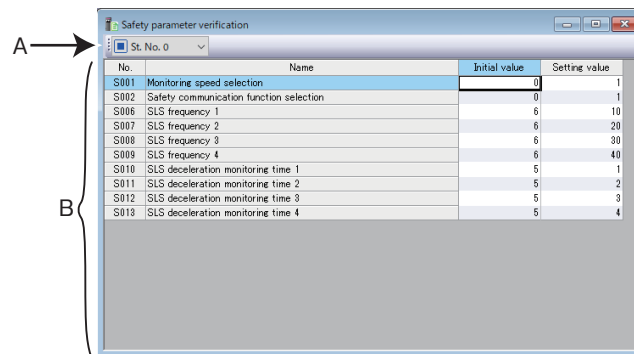 Safety parameter verification
A
St. No. 0
No. Name Initial value Setting value
S001 Monitoring speed selection 0 1
S002 Safety communication function selection 0 1
S006 SLS frequency 1 6 10
S007 SLS frequency 2 6 20
S008 SLS frequency 3 6 30
S009 SLS frequency 4 6 40
S010 SLS deceleration monitoring time 1 5 1
S011 SLS deceleration monitoring time 2 5 2
S012 SLS deceleration monitoring time 3 5 3
S013 SLS deceleration monitoring time 4 5 4
B